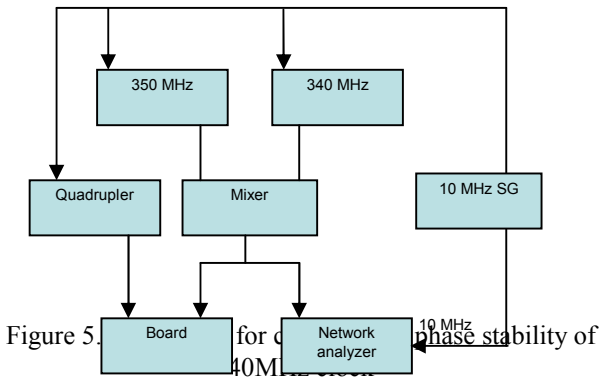 350 MHz
340 MHz
Quadrupler
Mixer
10 MHz SG
Board
Network
analyzer
10 MHz
Figure 5. for phase stability of
40MHz clock